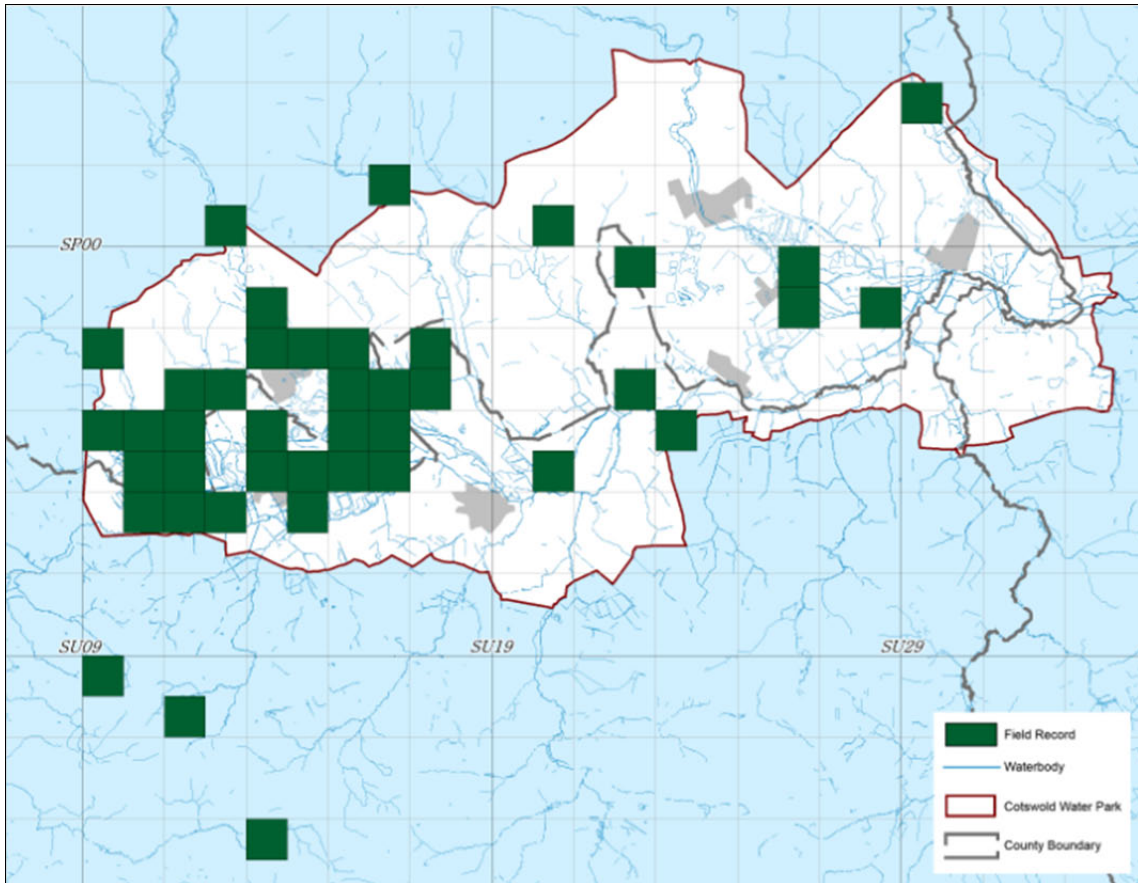 SP00
SU09
SU19
SU29
Field Record
Waterbody
Cotswold Water Park
County Boundary